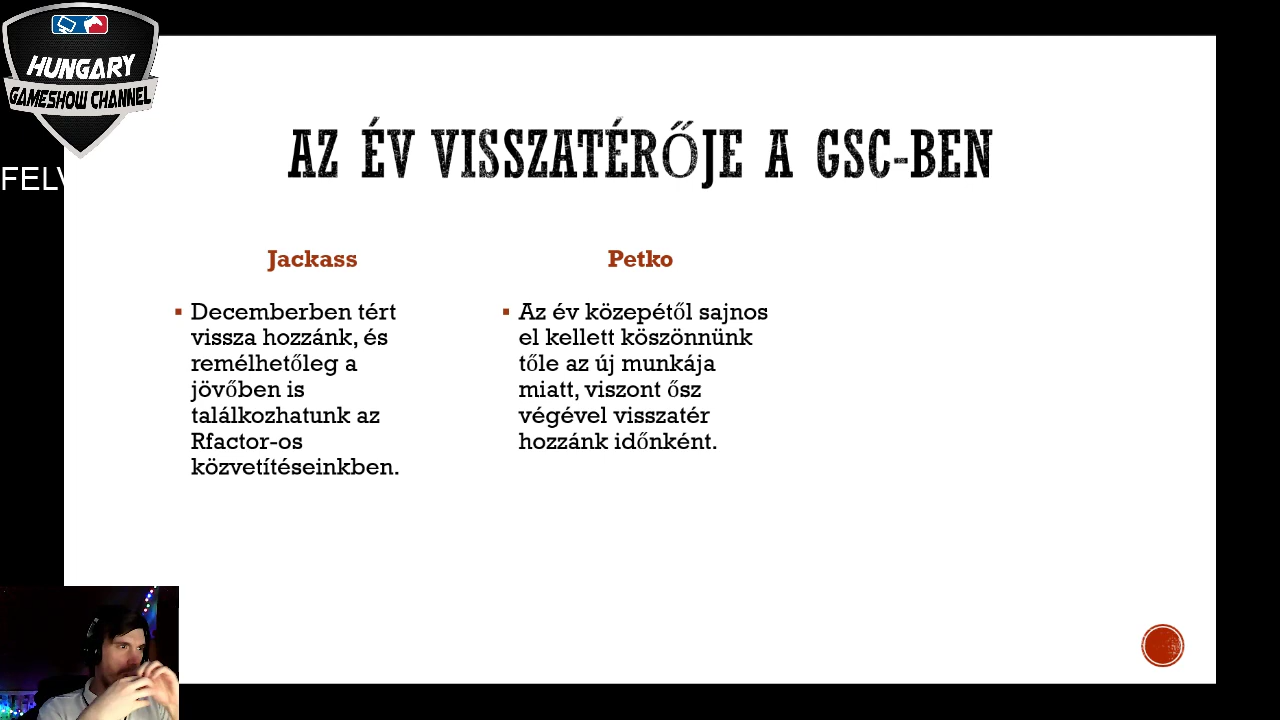 HUNGARY
GAMESHOW CHANNEL
FELV
AZ ÉV VISSZATÉRŐJE A GSC-BEN
Jackass
Decemberben tért
vissza hozzánk, és
remélhetőleg a
jövőben is
találkozhatunk az
Rfactor-os
közvetítéseinkben.
Petko
Az év közepétől sajnos
el kellett köszönnünk
tőle az új munkája
miatt, viszont ősz
végével visszatér
hozzánk időnként.